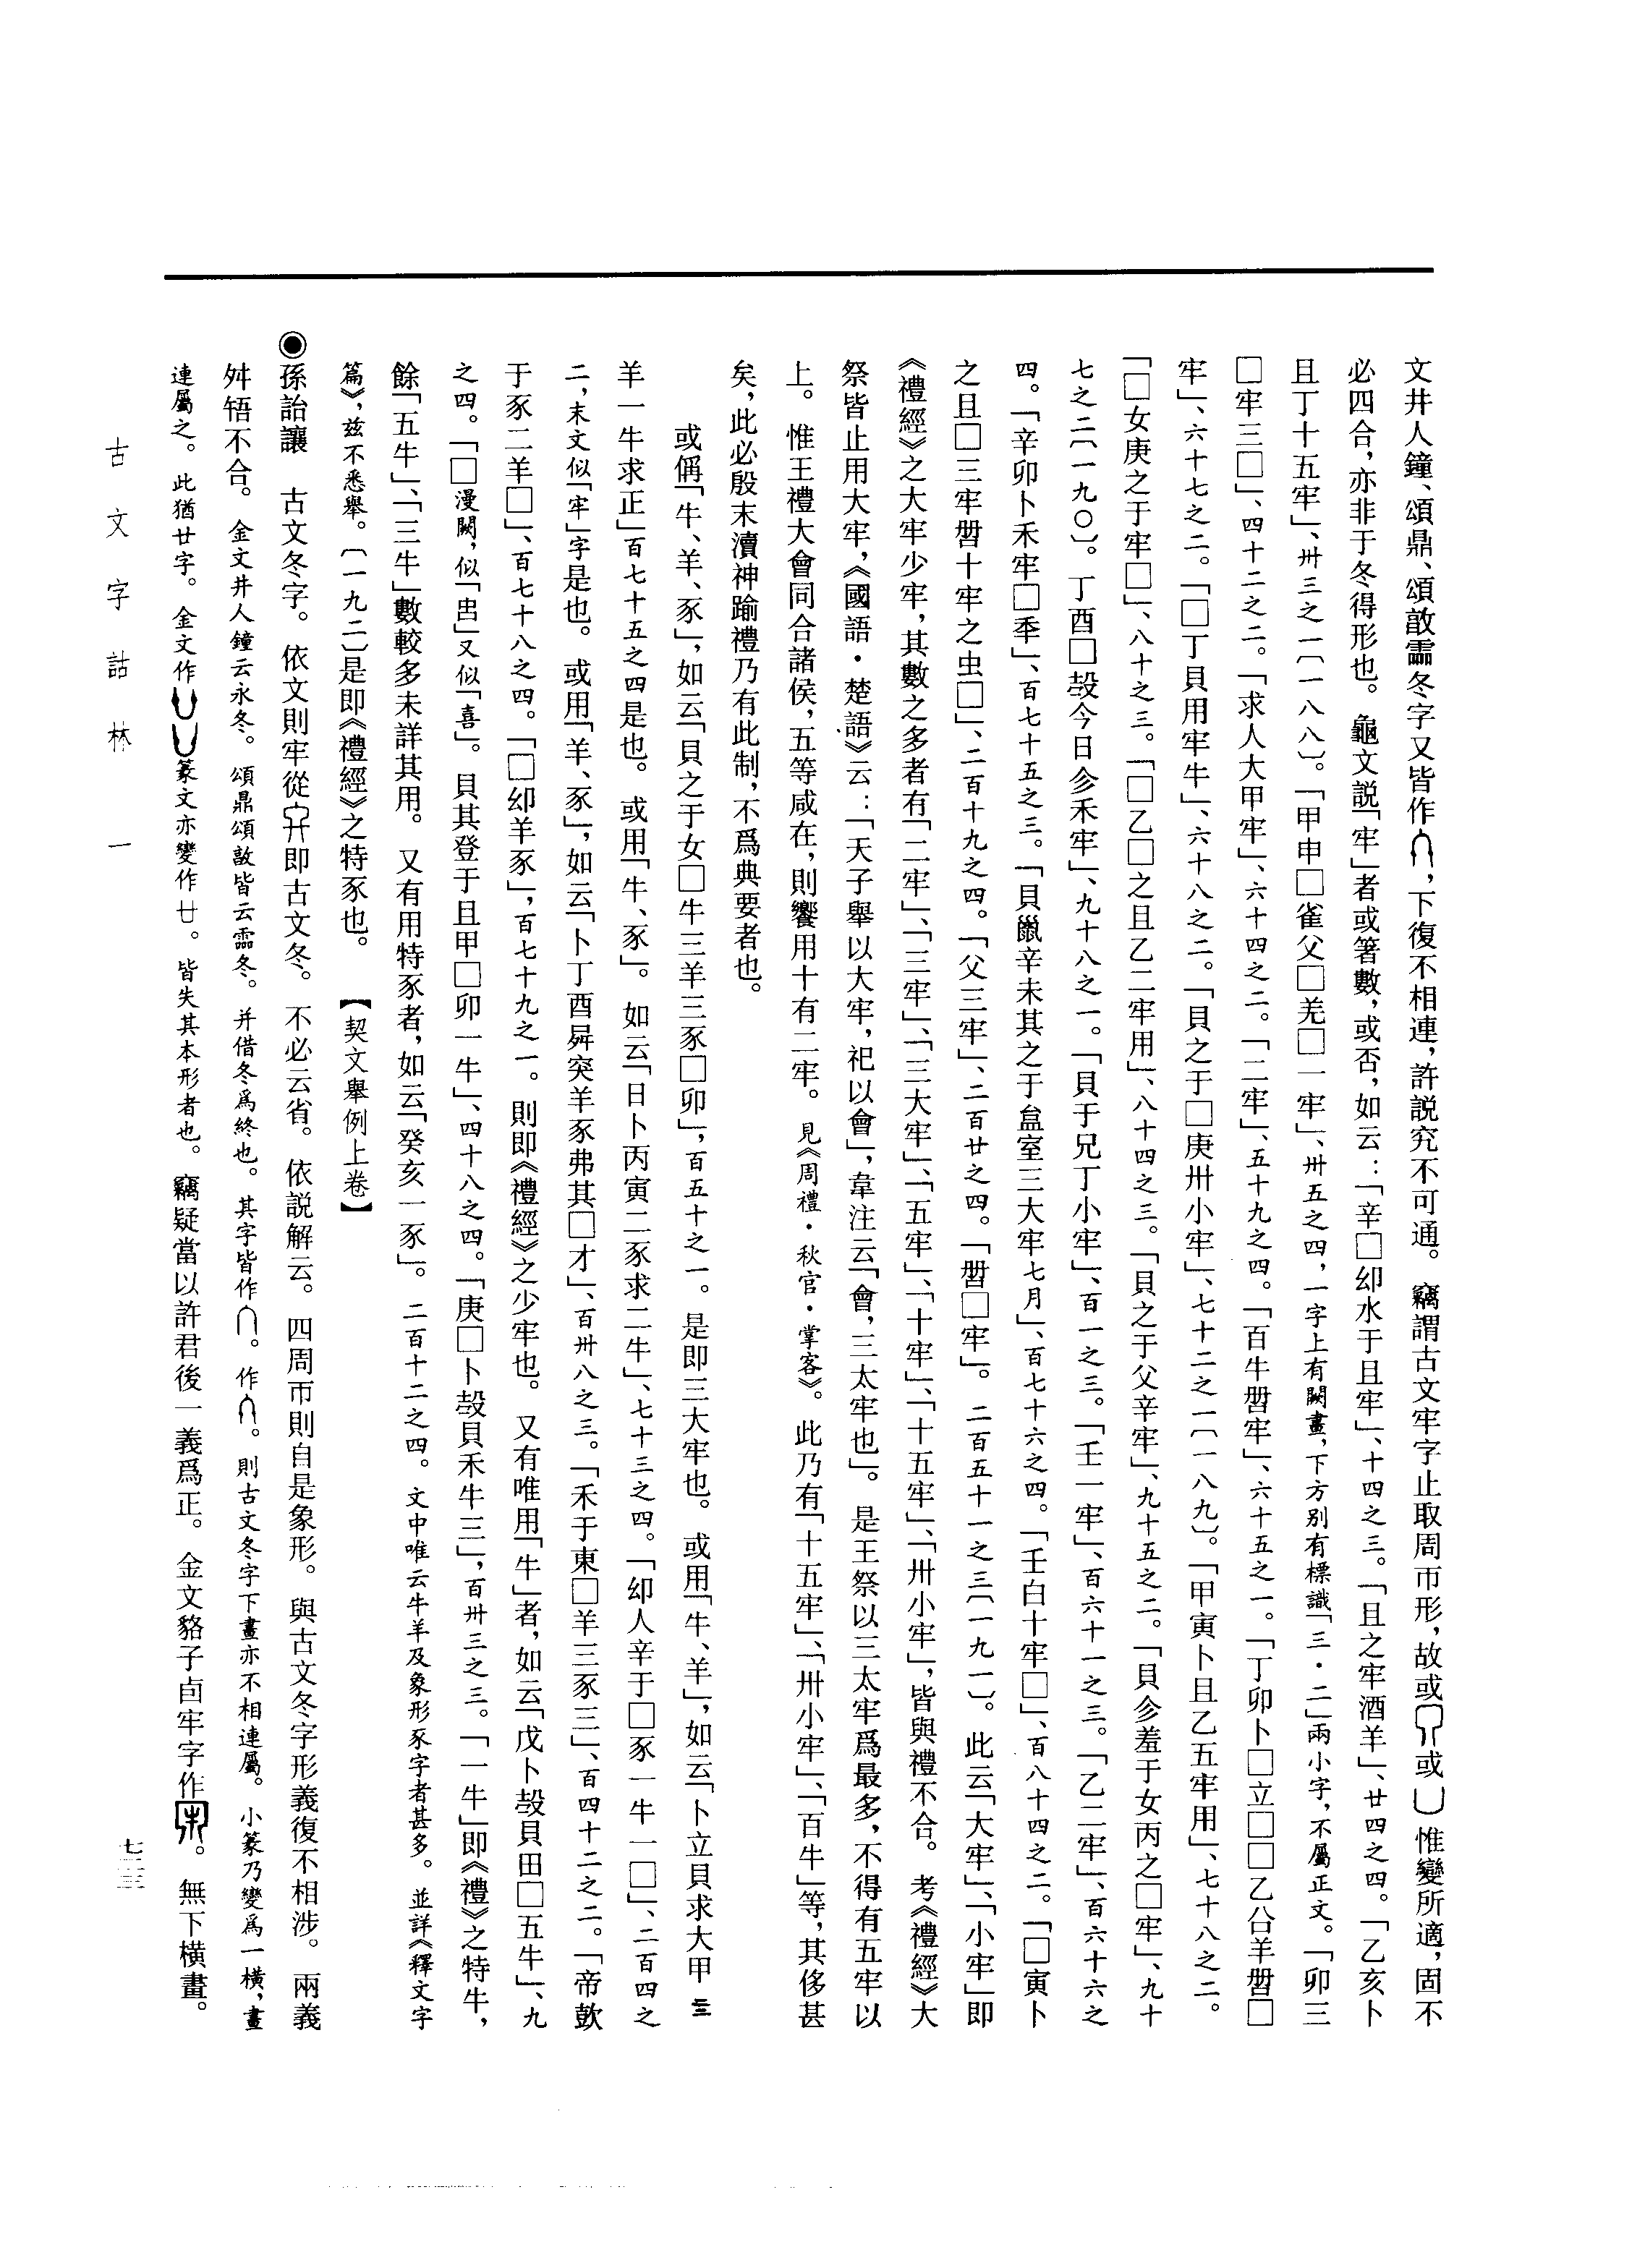 文井人鐘、頌鼎、頌敨霝冬字又皆作，下復不相連，許説究不可通。竊謂古文牢字止取周帀形，故或或惟變所適，固不
必四合，亦非于冬得形也。龜文説「牢」者或箸數，或否，如云：「辛□卯水于且牢」、十四之三。「且之牢酒羊」、廿四之四。「乙亥卜
且丁十五牢」、卅三之一〔一八八〕。「甲申□雀父□羌□一牢」、卅五之四，一字上有闕畫，下方別有標識「三·二」兩小字，不屬正文。「卯三
□牢三□」、四十二之二。「求人大甲牢」、六十四之二。「二牢」、五十九之四。「百牛𠕋牢」、六十五之一。「丁卯卜□立□□乙㕣羊𠕋□
牢」、六十七之二。「□丁貝用牢牛」、六十八之二。「貝之于□庚卅小牢」、七十二之一〔一八九〕。「甲寅卜且乙五牢用」、七十八之二。
「□女庚之于牢□」、八十之三。「□乙□之且乙二牢用」、八十四之三。「貝之于父辛牢」、九十五之二。「貝㐱羞于女丙之□牢」、九十
七之二〔一九〇〕。丁酉□㱿今日㐱禾牢」、九十八之一。「貝于兄丁小牢」、百一之三。「壬一牢」、百六十一之三。「乙二牢」、百六十六之
四。「辛卯卜禾牢□季」、百七十五之三。「貝鼠辛未其之于皿室三大牢七月」、百七十六之四。「壬白十牢□」、百八十四之二。「□寅卜
之且□三牢𠕋十牢之虫□」、二百十九之四。「父三牢」、二百廿之四。「𠕋□牢」。二百五十一之三〔一九一〕。此云「大牢」、「小牢」即
《禮經》之大牢少牢，其數之多者有「二牢」、「三牢」、「三大牢」、「五牢」、「十牢」、「十五牢」、「卅小牢」，皆與禮不合。考《禮經》大
祭皆止用大牢，《國語·楚語》云：「天子舉以大牢，祀以會」，韋注云「會，三太牢也」。是王祭以三太牢爲最多，不得有五牢以
上。惟王禮大會同合諸侯，五等咸在，則饗用十有二牢。見《周禮·秋官·掌客》。此乃有「十五牢」、「卅小牢」、「百牛」等，其侈甚
矣，此必殷末瀆神踰禮乃有此制，不爲典要者也。
或偁「牛、羊、豕」，如云「貝之于女□牛三羊三豕□卯」，百五十之一。是即三大牢也。或用「牛、羊」，如云「卜立貝求大甲三
羊一牛求正」百七十五之四是也。或用「牛、豕」。如云「日卜丙寅二豕求二牛」、七十三之四。「卯人辛于□豕一牛一□」、二百四之
二，末文似「牢」字是也。或用「羊、豕」，如云「卜丁酉㫒突羊豕弗其□才」、百卅八之三。「禾于東□羊三豕三」、百四十二之二。「帝歖
于豕二羊□」、百七十八之四。「□卯羊豕」，百七十九之一。則即《禮經》之少牢也。又有唯用「牛」者，如云「戊卜㱿貝田□五牛」、九
之四。「□漫闕，似「㫗」又似「喜」。貝其登于且甲□卯一牛」、四十八之四。「庚□卜㱿貝禾牛三」，百卅三之三。「一牛」即《禮》之特牛，
餘「五牛」、「三牛」數較多未詳其用。又有用特豕者，如云「癸亥一豕」。二百十二之四。文中唯云牛羊及象形豕字者甚多。並詳《釋文字
篇》，兹不悉舉。〔一九二〕是即《禮經》之特豕也。【契文舉例上卷】
◉孫詒讓 古文冬字。依文則牢從即古文冬。不必云省。依説解云。四周帀則自是象形。與古文冬字形義復不相涉。兩義
舛啎不合。金文井人鐘云永冬。頌鼎頌敨皆云霝冬。并借冬爲終也。其字皆作。作。則古文冬字下畫亦不相連屬。小篆乃變爲一橫，畫
連屬之。此猶廿字。金文作篆文亦變作廿。皆失其本形者也。竊疑當以許君後一義爲正。金文貉子卣牢字作。無下橫畫。
古文字詁林 一
七三三